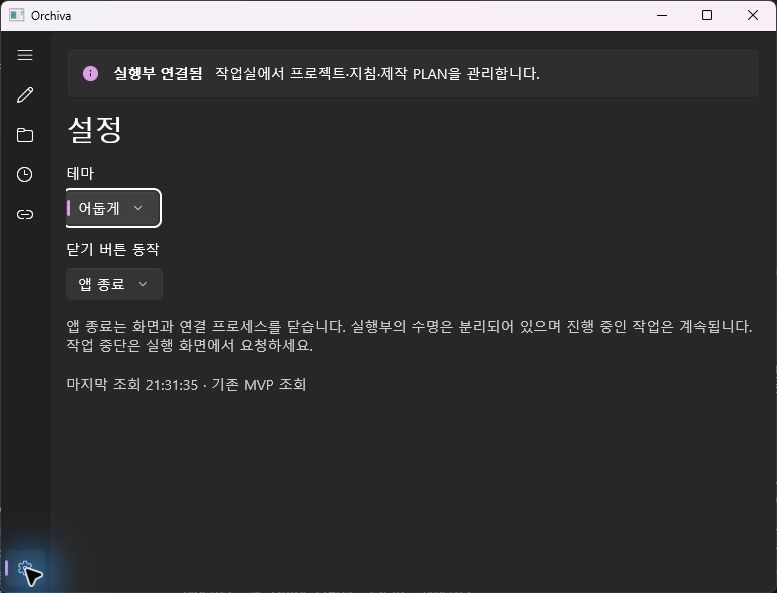 Orchiva
실행부 연결됨 작업실에서 프로젝트·지침·제작 PLAN을 관리합니다.
설정
테마
어둡게
닫기 버튼 동작
앱 종료
앱 종료는 화면과 연결 프로세스를 닫습니다. 실행부의 수명은 분리되어 있으며 진행 중인 작업은 계속됩니다.
작업 중단은 실행 화면에서 요청하세요.
마지막 조회 21:31:35 · 기존 MVP 조회